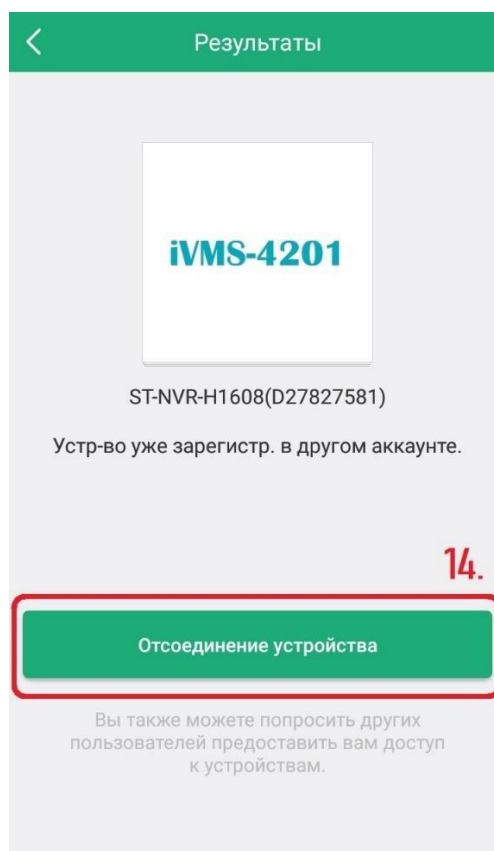 Результаты
iVMS-4201
ST-NVR-H1608(D27827581)
Устр-во уже зарегистр. в другом аккаунте.
14.
Отсоединение устройства
Вы также можете попросить других
пользователей предоставить вам доступ
к устройствам.